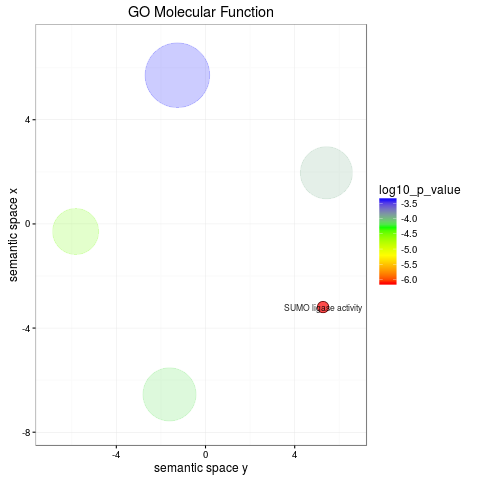 GO Molecular Function
semantic space x
4
0
-4
-8
SUMO ligase activity
-4
0
4
semantic space y
log10_p_value
-3.5
-4.0
-4.5
-5.0
-5.5
-6.0